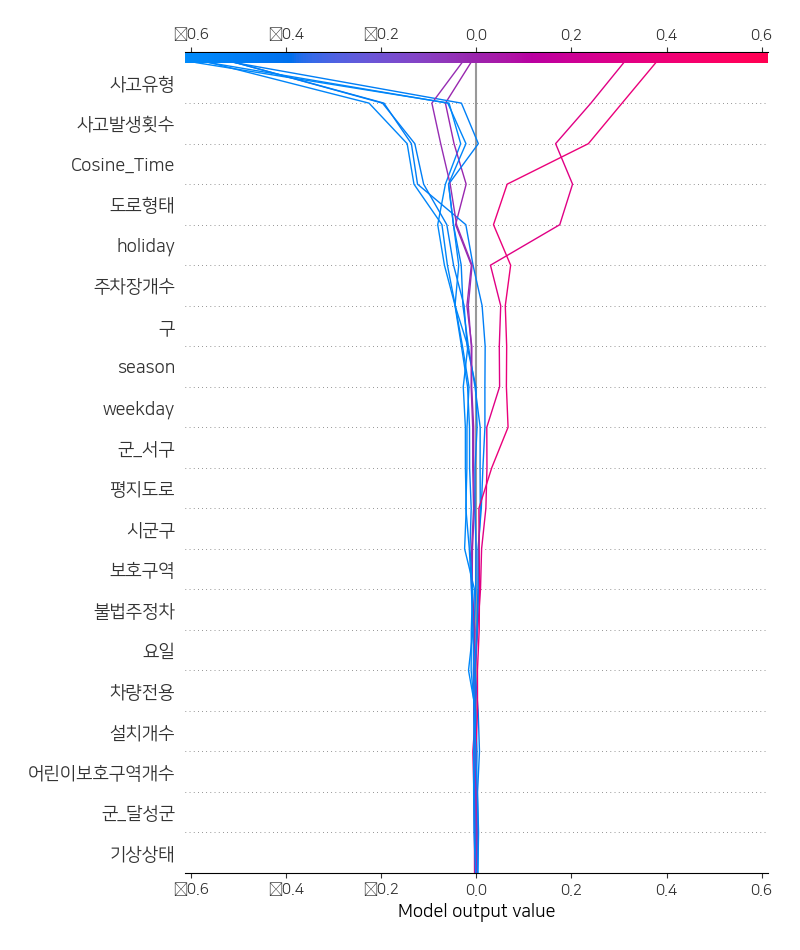 ☒0.6 ☒0.4 ☒0.2 0.0 0.2 0.4 0.6
사고유형
사고발생횟수
Cosine_Time
도로형태
holiday
주차장개수
구
season
weekday
군_서구
평지도로
시군구
보호구역
불법주정차
요일
차량전용
설치개수
어린이보호구역개수
군_달성군
기상상태
☒0.6 ☒0.4 ☒0.2 0.0 0.2 0.4 0.6
Model output value